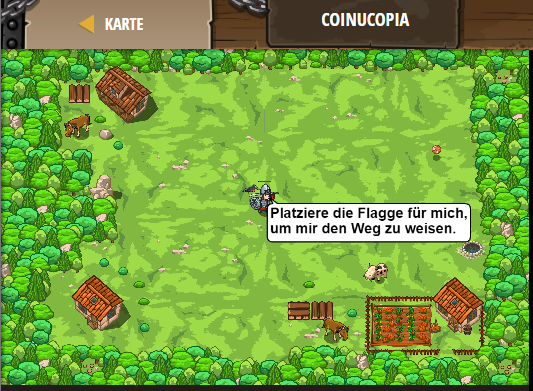 KARTE
COINUCOPIA
Platziere die Flagge für mich,
um mir den Weg zu weisen.